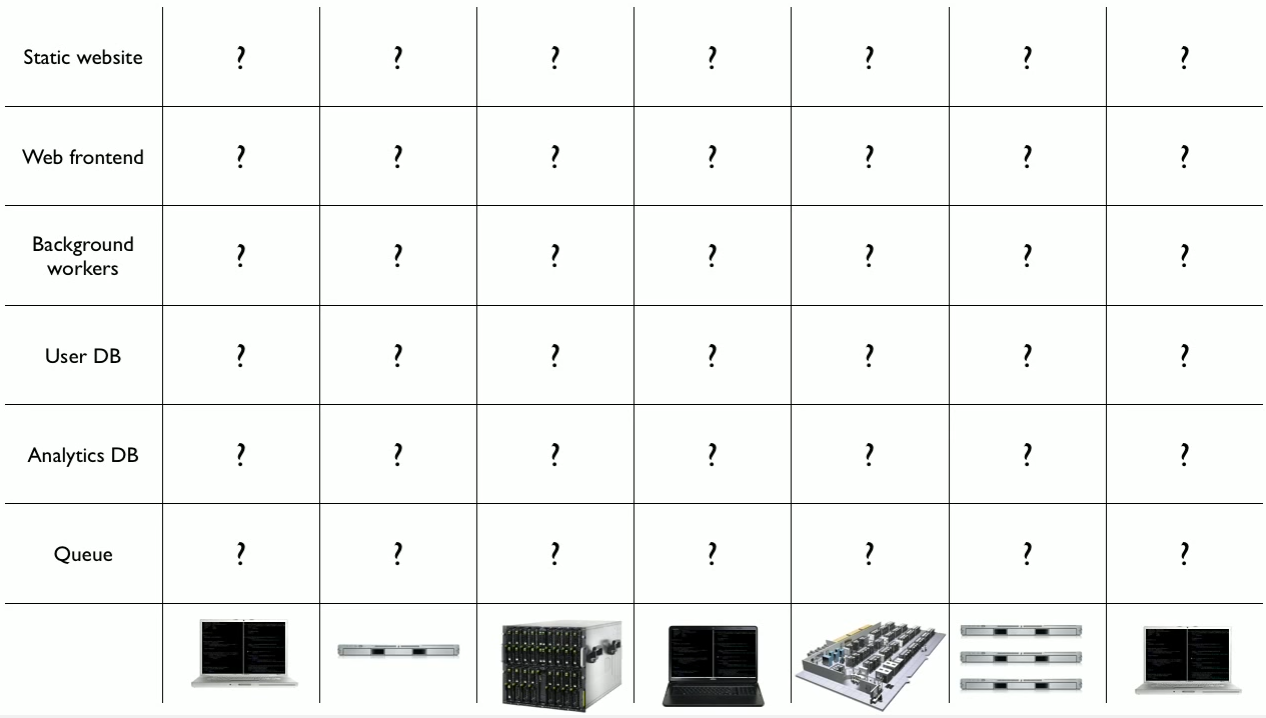 Static website ? ? ? ? ? ? ?
Web frontend ? ? ? ? ? ? ?
Background
workers ? ? ? ? ? ? ?
User DB ? ? ? ? ? ? ?
Analytics DB ? ? ? ? ? ? ?
Queue ? ? ? ? ? ? ?